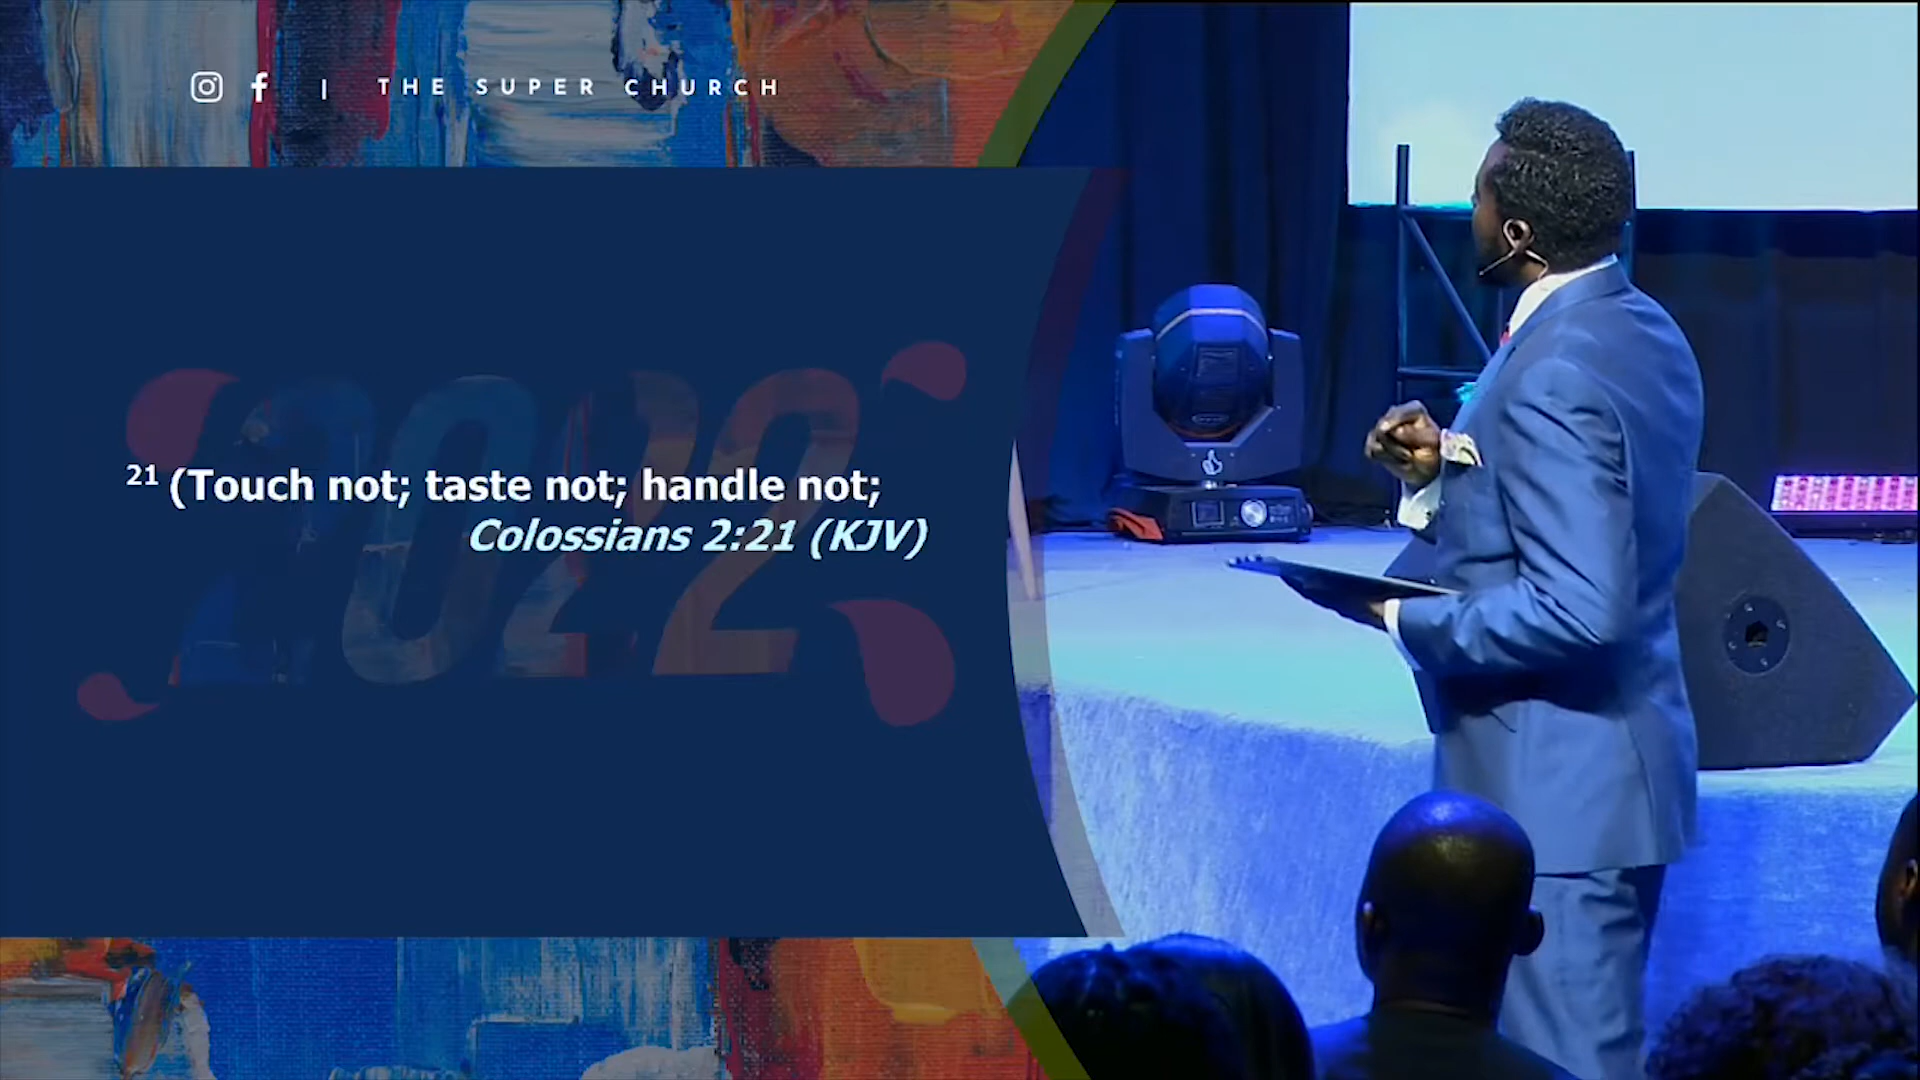 | THE SUPER CHURCH
2022
21 (Touch not; taste not; handle not;
Colossians 2:21 (KJV)